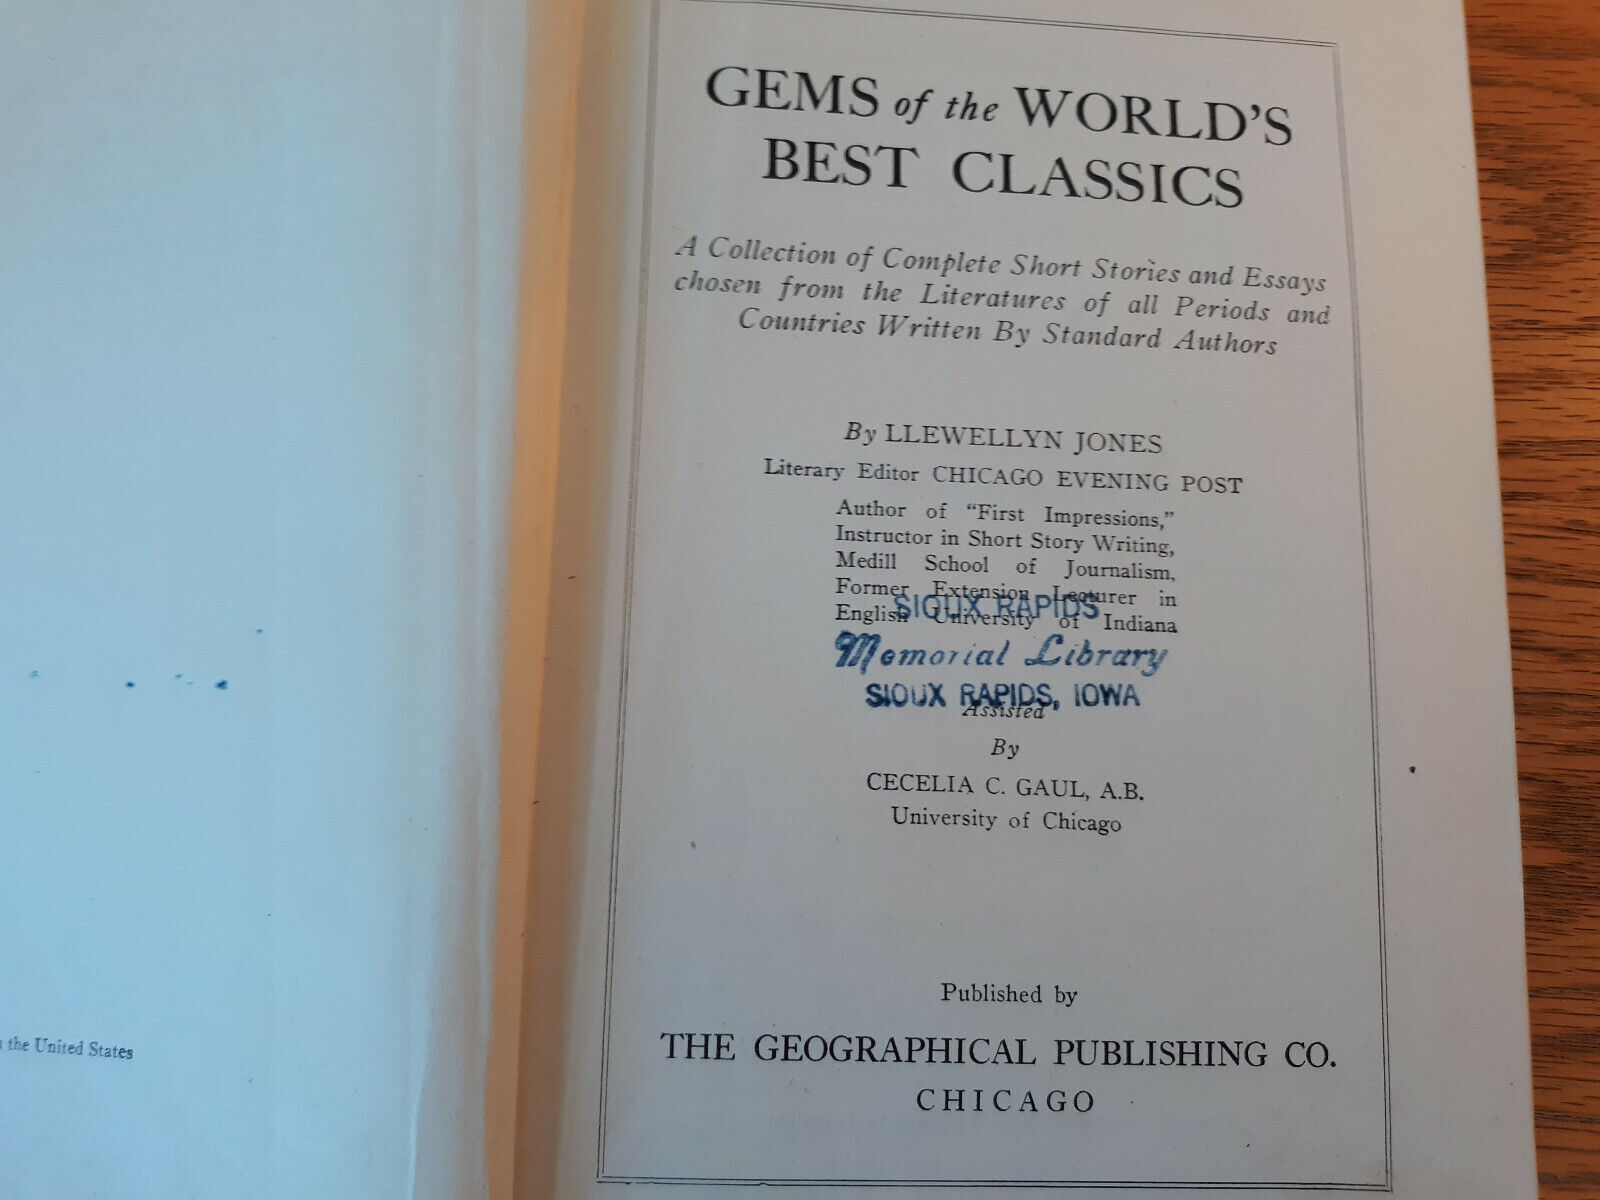 the United States
GEMS of the WORLD'S
BEST CLASSICS
A Collection of Complete Short Stories and Essays
chosen from the Literatures of all Periods and
Countries Written By Standard Authors
By LLEWELLYN JONES
Literary Editor CHICAGO EVENING POST
Author of "First Impressions,"
Instructor in Short Story Writing,
Medill School of Journalism,
Former Extension Lecturer in
English University of Indiana
SIOUX RAPIDS
Memorial Library
SIOUX RAPIDS, IOWA
Assisted
By
CECELIA C. GAUL, A.B.
University of Chicago
Published by
THE GEOGRAPHICAL PUBLISHING CO.
CHICAGO